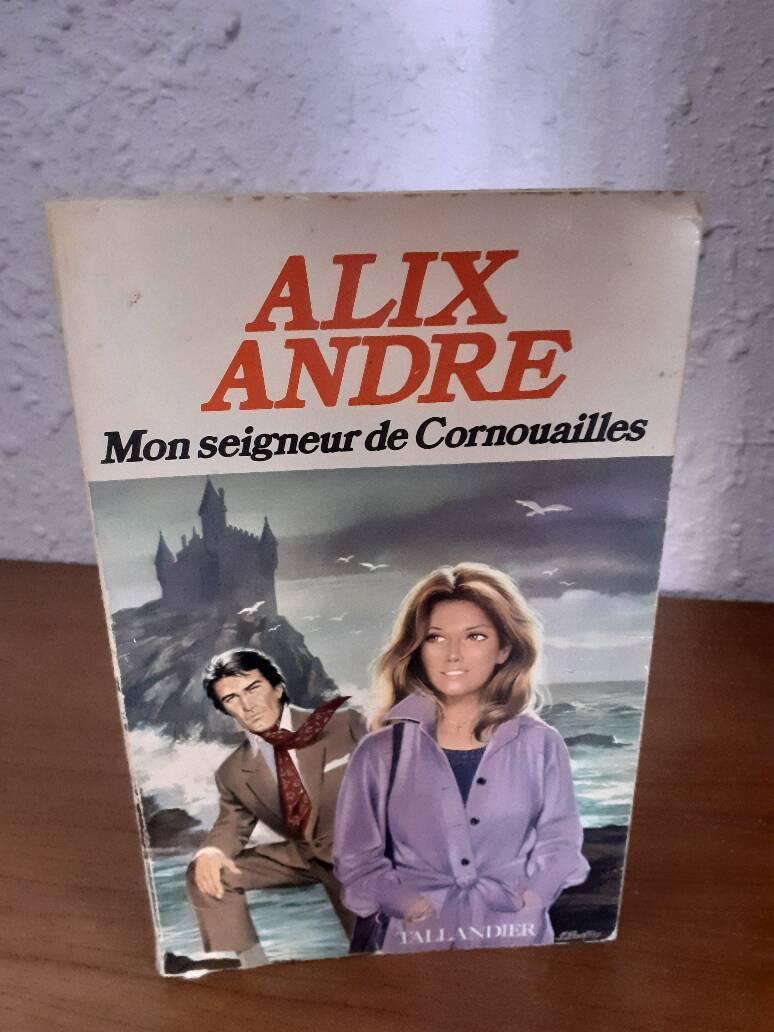 ALIX
ANDRE
Mon seigneur de Cornouailles
TALLANDIER